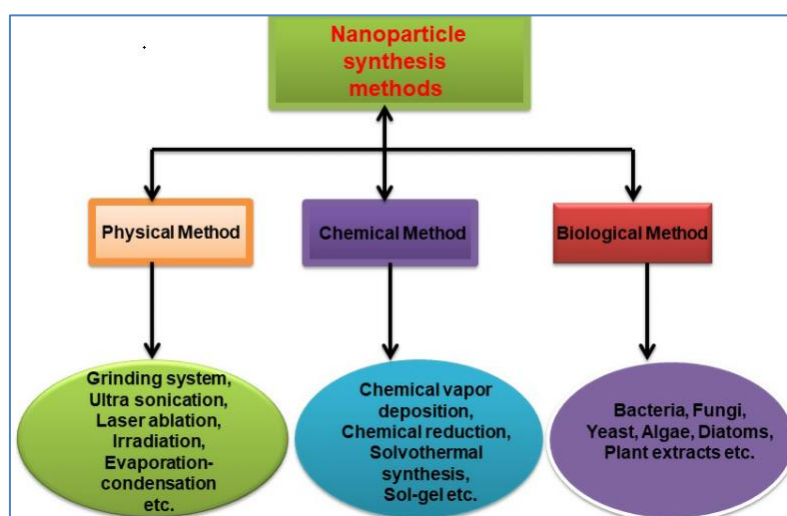 Nanoparticle
synthesis
methods
Physical Method
Chemical Method
Biological Method
Grinding system,
Ultra sonication,
Laser ablation,
Irradiation,
Evaporation-
condensation
etc.
Chemical vapor
deposition,
Chemical reduction,
Solvothermal
synthesis,
Sol-gel etc.
Bacteria, Fungi,
Yeast, Algae, Diatoms,
Plant extracts etc.